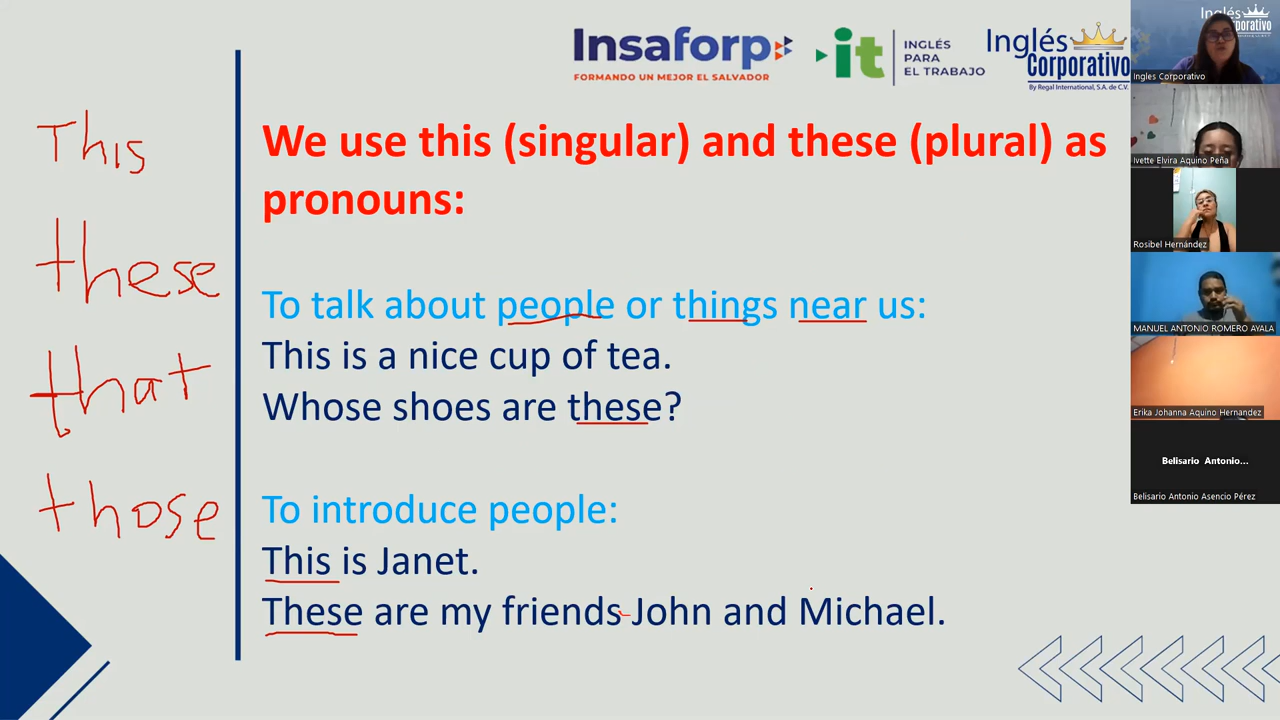 Insaforp
FORMANDO UN MEJOR EL SALVADOR
it
INGLÉS
PARA
EL TRABAJO
Inglés
Corporativo
By Regal International, S.A. de C.V.
This
these
that
those
We use this (singular) and these (plural) as
pronouns:
To talk about people or things near us:
This is a nice cup of tea.
Whose shoes are these?
To introduce people:
This is Janet.
These are my friends John and Michael.
Inglés
Ingles Corporativo
Ivette Elvira Aquino Peña
Rosibel Hernández
MANUEL ANTONIO ROMERO AYALA
Erika Johanna Aquino Hernandez
Belisario Antonio...
Belisario Antonio Asencio Pérez